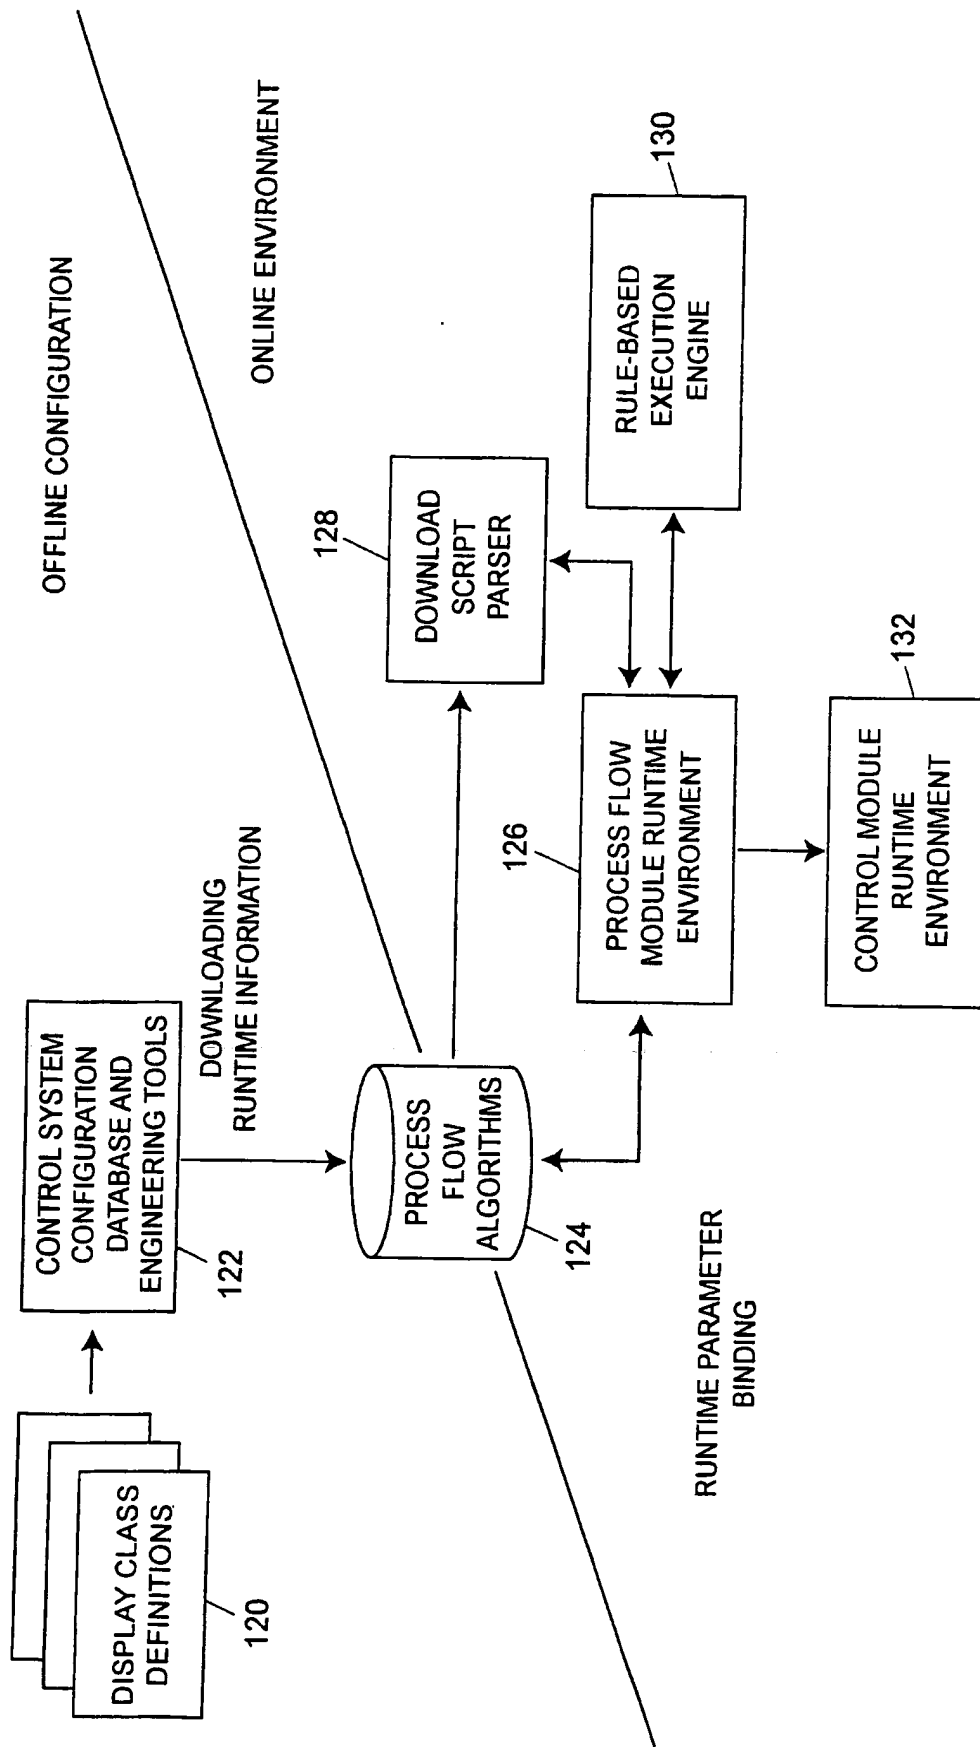 OFFLINE CONFIGURATION
DISPLAY CLASS
DEFINITIONS
120
CONTROL SYSTEM
CONFIGURATION
DATABASE AND
ENGINEERING TOOLS
122
DOWNLOADING
RUNTIME INFORMATION
ONLINE ENVIRONMENT
PROCESS
FLOW
ALGORITHMS
124
128
DOWNLOAD
SCRIPT
PARSER
126
PROCESS FLOW
MODULE RUNTIME
ENVIRONMENT
130
RULE-BASED
EXECUTION
ENGINE
RUNTIME PARAMETER
BINDING
132
CONTROL MODULE
RUNTIME
ENVIRONMENT